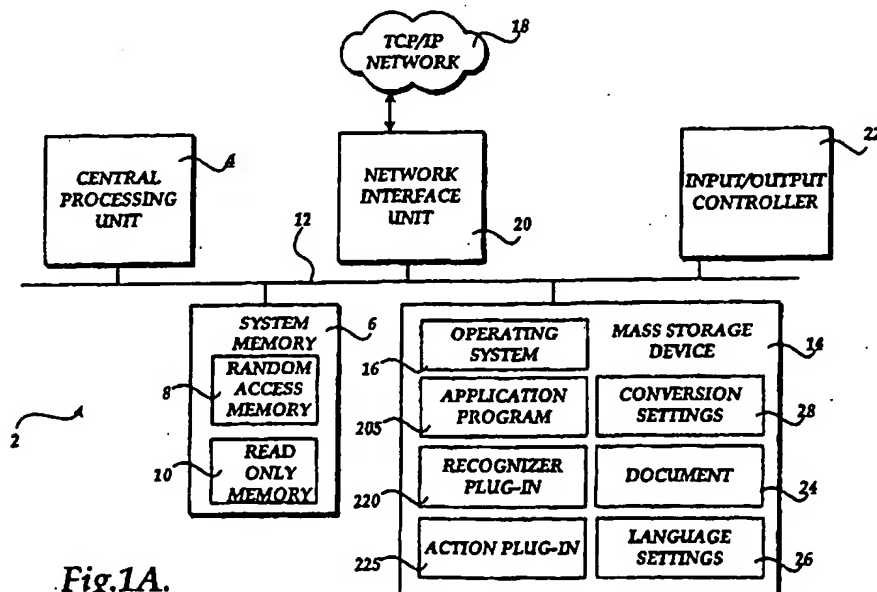 18
TCP/IP
NETWORK
4
CENTRAL
PROCESSING
UNIT
NETWORK
INTERFACE
UNIT
20
22
INPUT/OUTPUT
CONTROLLER
12
SYSTEM
MEMORY
6
8
RANDOM
ACCESS
MEMORY
10
READ
ONLY
MEMORY
2
OPERATING
SYSTEM
16
MASS STORAGE
DEVICE
14
APPLICATION
PROGRAM
205
CONVERSION
SETTINGS
28
RECOGNIZER
PLUG-IN
220
DOCUMENT
24
ACTION PLUG-IN
225
LANGUAGE
SETTINGS
26
Fig.1A.